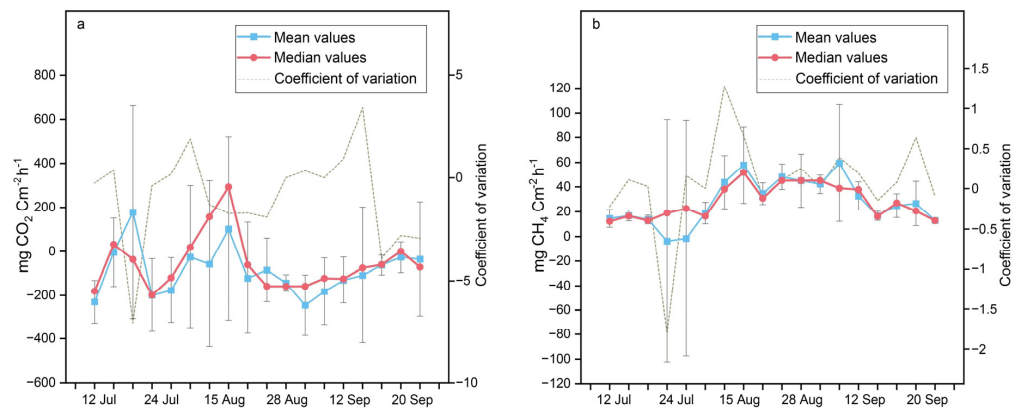 a
Mean values
Median values
Coefficient of variation
mg CO₂ Cm⁻² h⁻¹
800
600
400
200
0
−200
−400
−600
5
0
−5
−10
Coefficient of variation
12 Jul
24 Jul
15 Aug
28 Aug
12 Sep
20 Sep
b
Mean values
Median values
Coefficient of variation
mg CH₄ Cm⁻² h⁻¹
120
100
80
60
40
20
0
−20
−40
−60
−80
−100
−120
1.5
1
0.5
0
−0.5
−1
−1.5
−2
Coefficient of variation
12 Jul
24 Jul
15 Aug
28 Aug
12 Sep
20 Sep